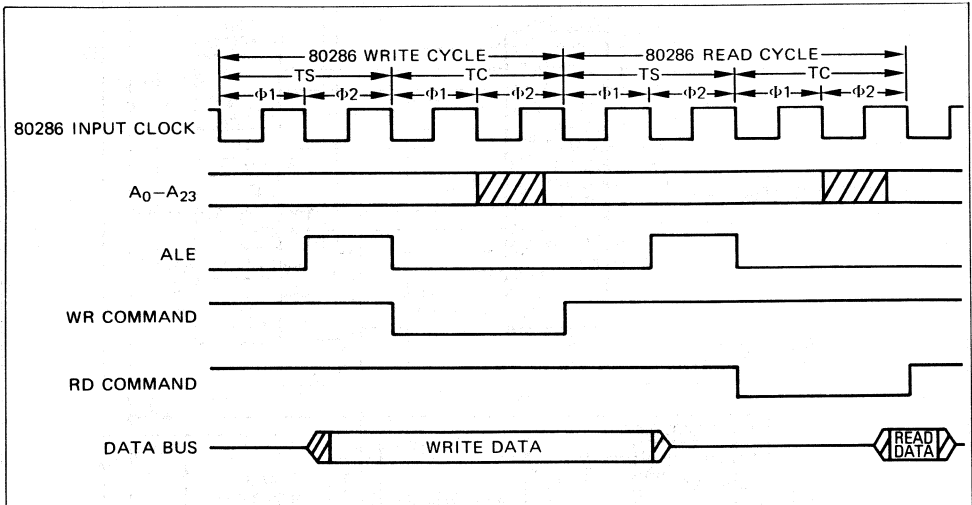 80286 WRITE CYCLE 80286 READ CYCLE
TS TC TS TC
Φ1 Φ2 Φ1 Φ2 Φ1 Φ2 Φ1 Φ2
80286 INPUT CLOCK
A0–A23
ALE
WR COMMAND
RD COMMAND
DATA BUS WRITE DATA READ DATA